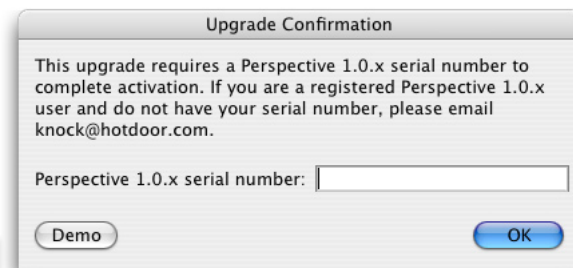 Upgrade Confirmation
This upgrade requires a Perspective 1.0.x serial number to
complete activation. If you are a registered Perspective 1.0.x
user and do not have your serial number, please email
knock@hotdoor.com.
Perspective 1.0.x serial number:
Demo
OK